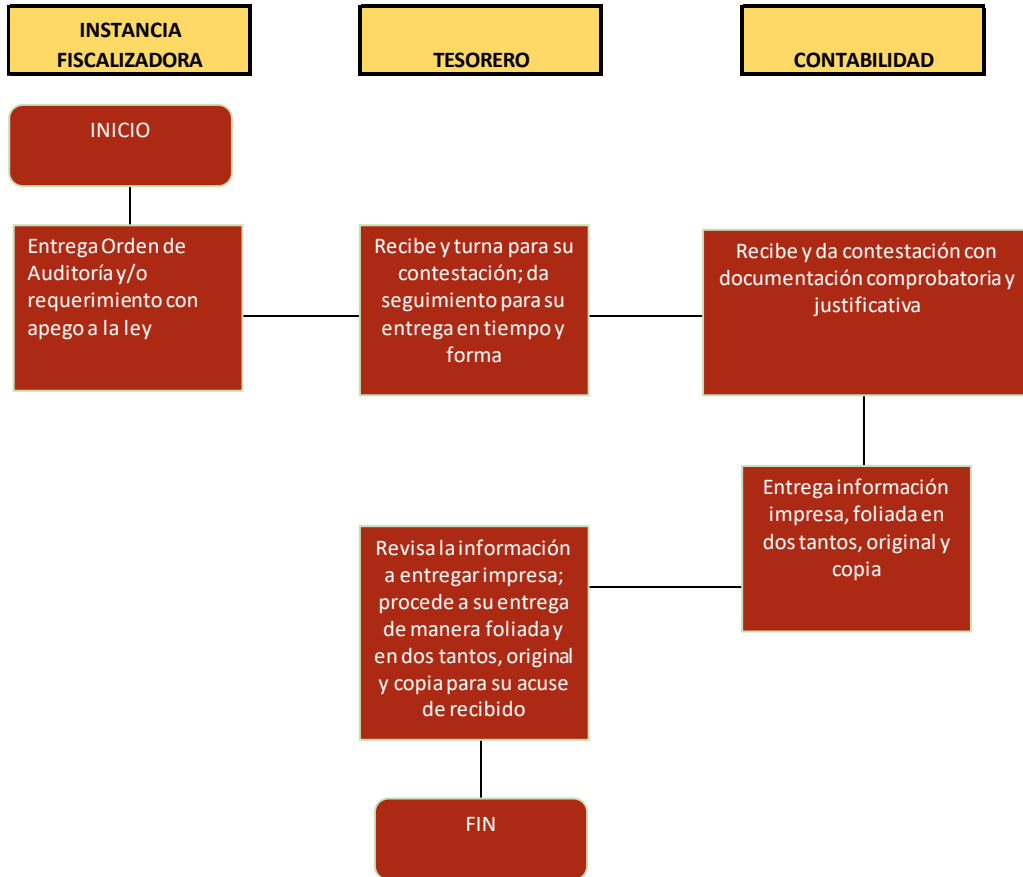 INSTANCIA
FISCALIZADORA
TESORERO
CONTABILIDAD
INICIO
Entrega Orden de
Auditoría y/o
requerimiento con
apego a la ley
Recibe y turna para su
contestación; da
seguimiento para su
entrega en tiempo y
forma
Recibe y da contestación con
documentación comprobatoria y
justificativa
Entrega información
impresa, foliada en
dos tantos, original y
copia
Revisa la información
a entregar impresa;
procede a su entrega
de manera foliada y
en dos tantos, original
y copia para su acuse
de recibido
FIN